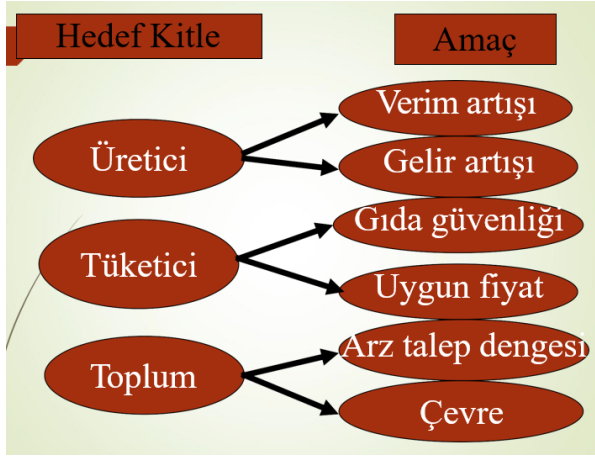 Hedef Kitle
Amaç
Üretici
Verim artışı
Gelir artışı
Tüketici
Gıda güvenliği
Uygun fiyat
Toplum
Arz talep dengesi
Çevre